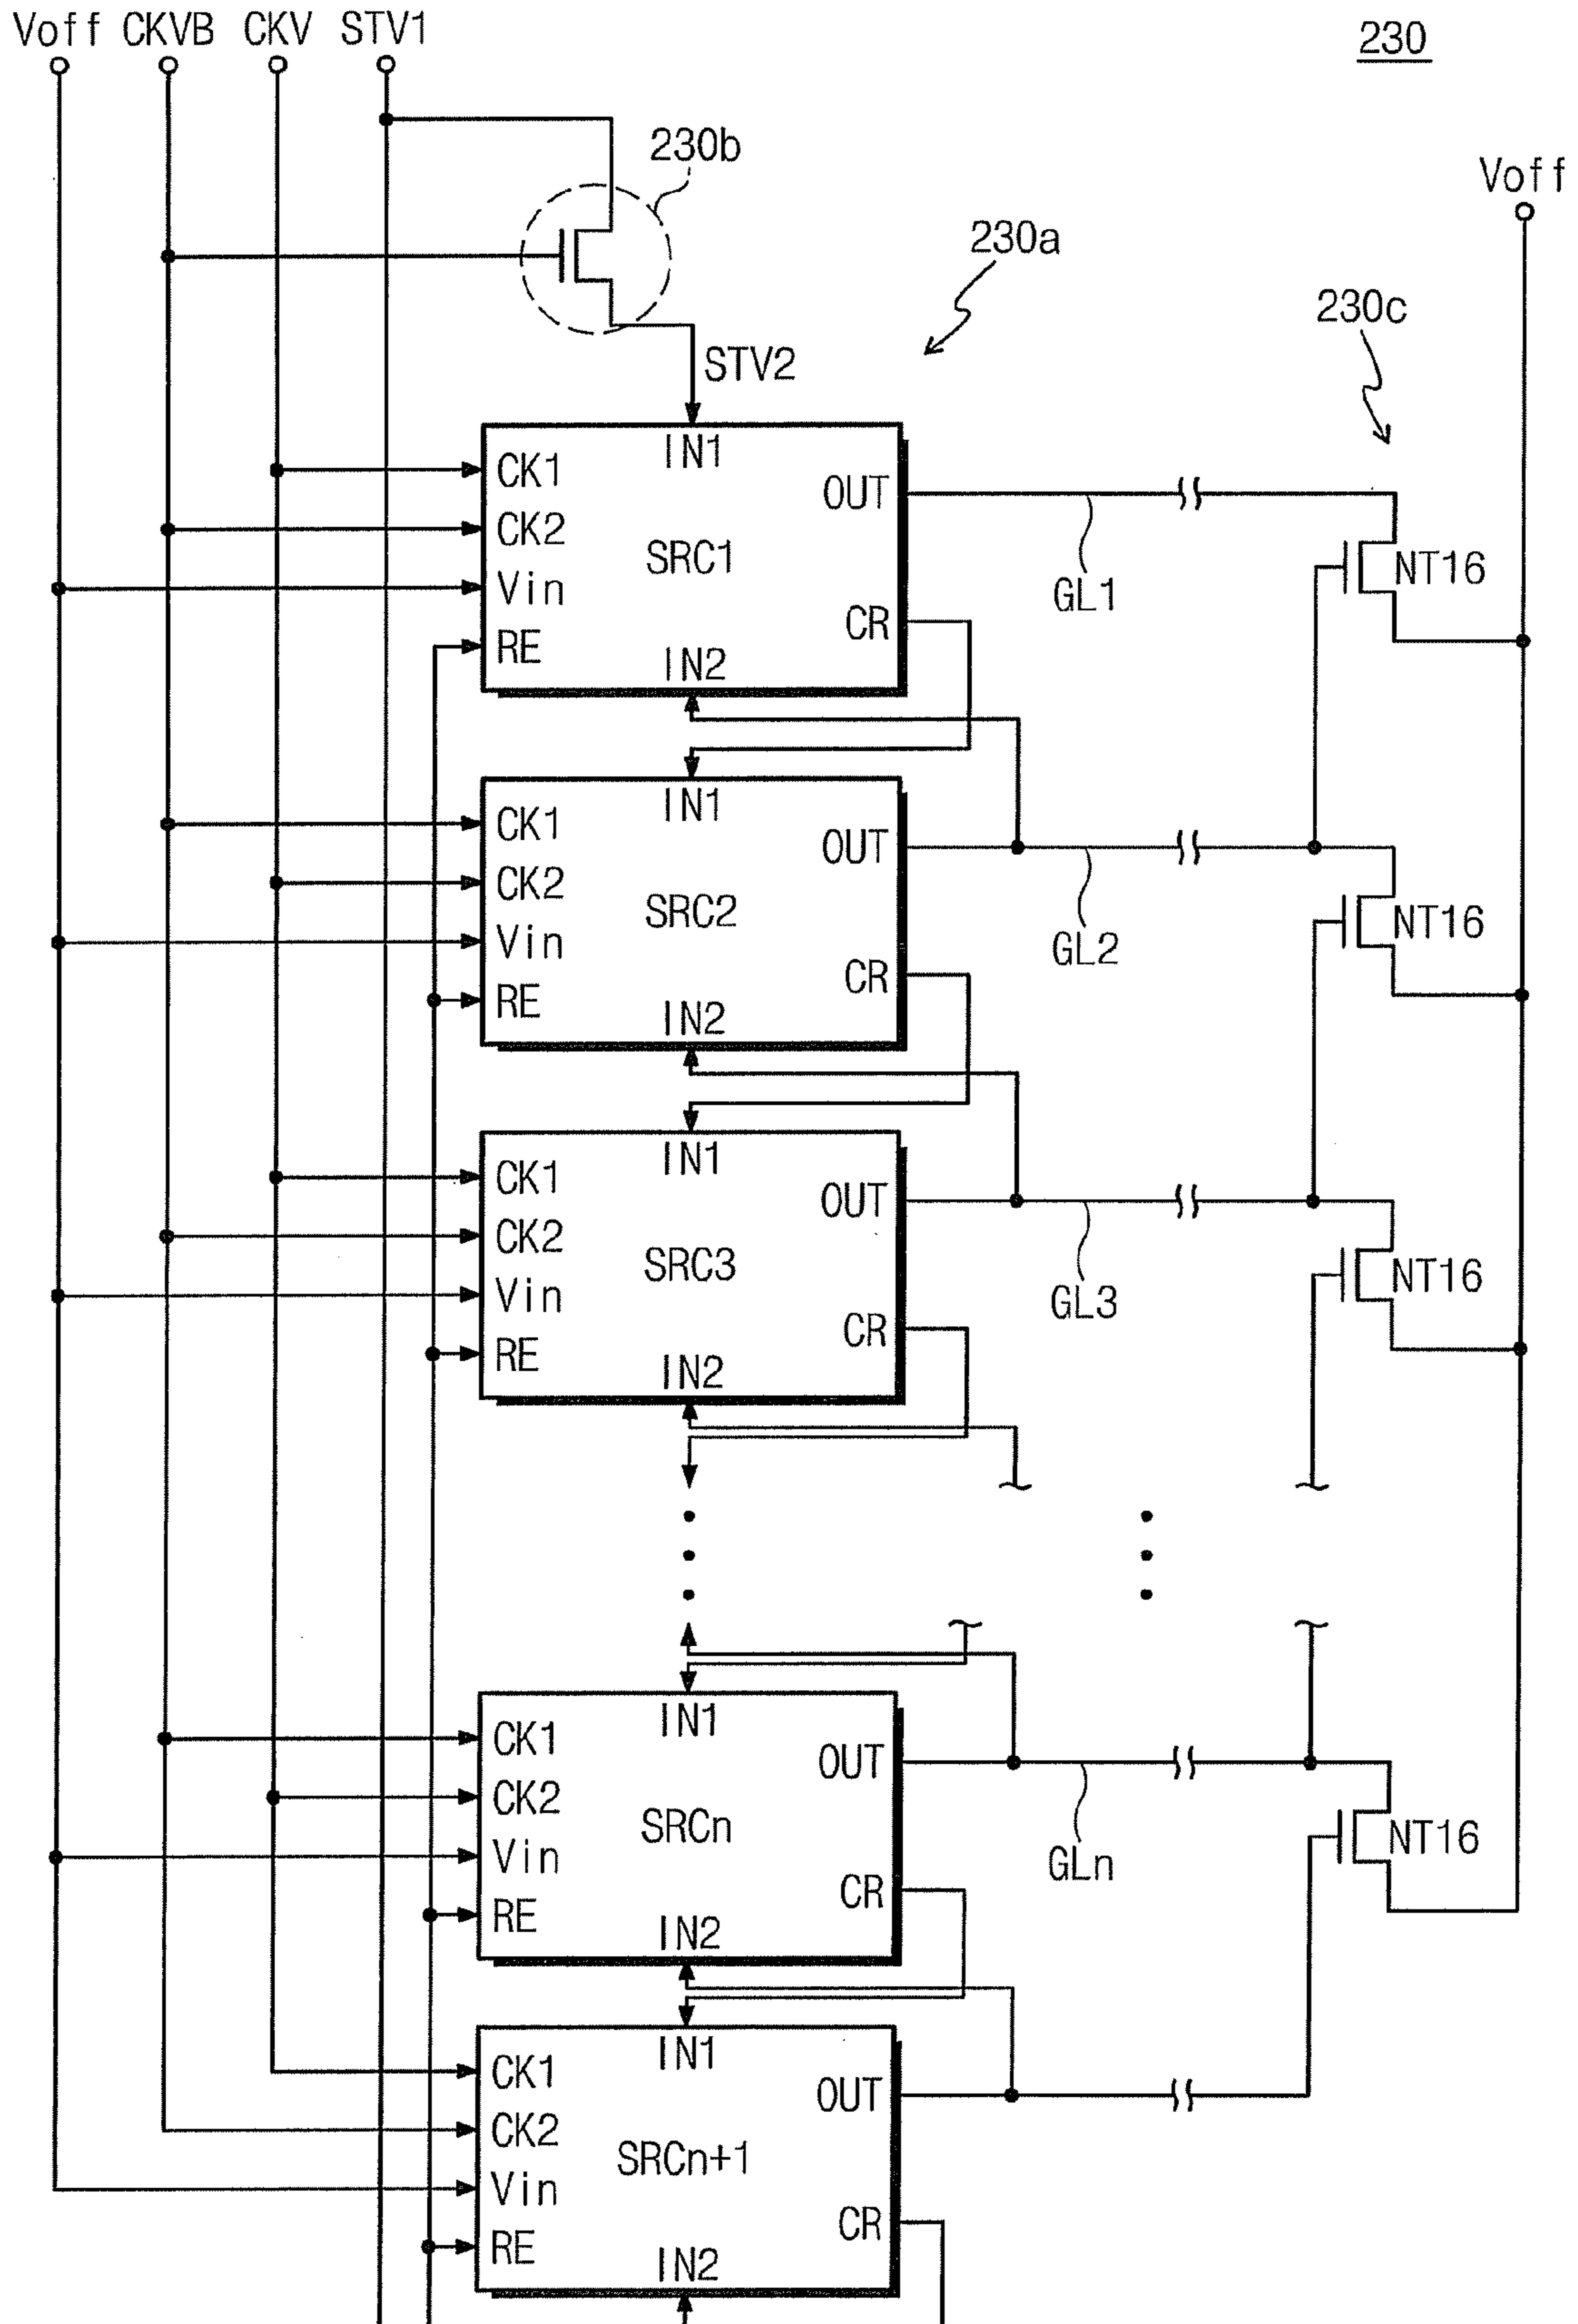 Voff CKVB CKV STV1
230
230b
Voff
230a
230c
STV2
IN1
CK1
OUT
CK2
SRC1
NT16
Vin
GL1
CR
RE
IN2
IN1
CK1
OUT
CK2
SRC2
NT16
Vin
GL2
CR
RE
IN2
IN1
CK1
OUT
CK2
SRC3
NT16
Vin
GL3
CR
RE
IN2
IN1
CK1
OUT
CK2
SRCn
NT16
Vin
GLn
CR
RE
IN2
IN1
CK1
OUT
CK2
SRCn+1
Vin
CR
RE
IN2